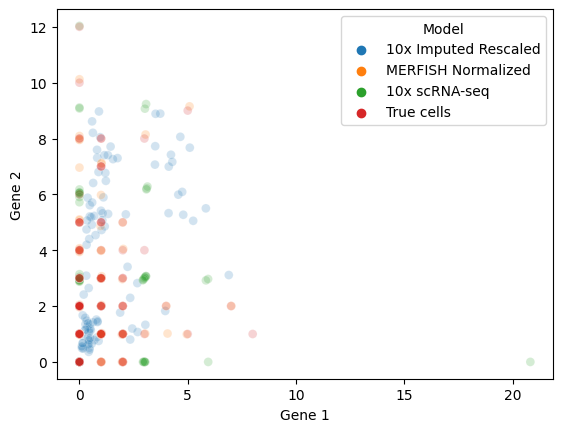 Model
10x Imputed Rescaled
MERFISH Normalized
10x scRNA-seq
True cells
Gene 2
12
10
8
6
4
2
0
0 5 10 15 20
Gene 1